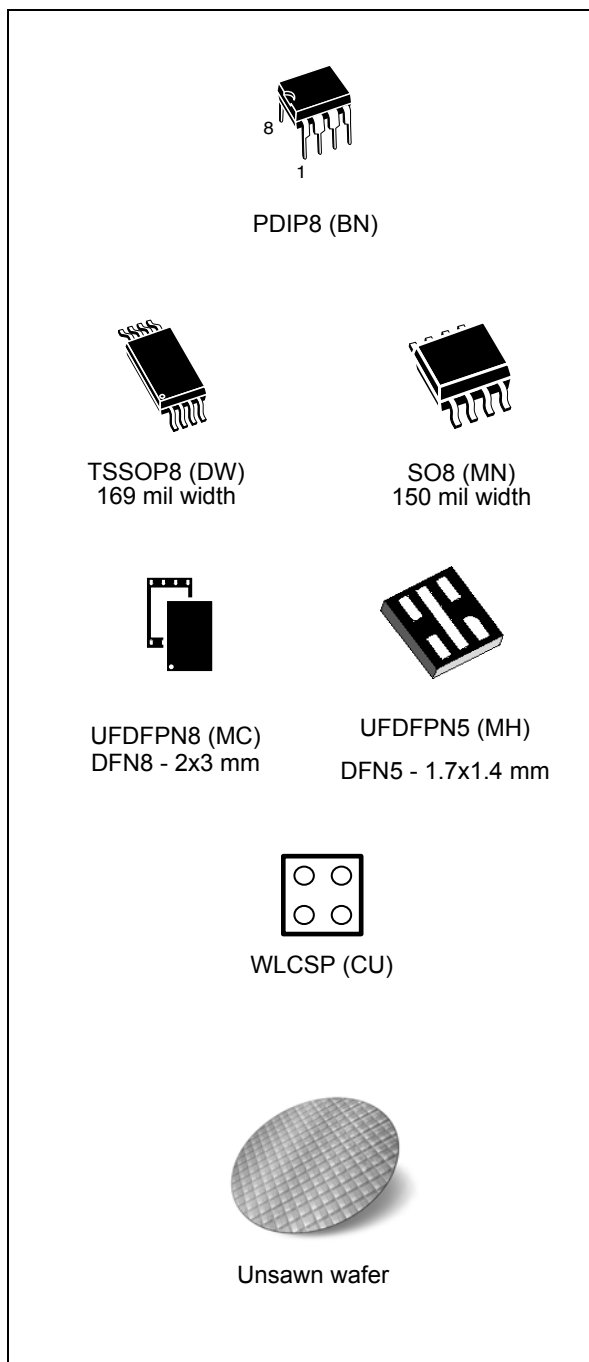 8
1
PDIP8 (BN)
TSSOP8 (DW)
169 mil width
SO8 (MN)
150 mil width
UFDFPN8 (MC)
DFN8 - 2x3 mm
UFDFPN5 (MH)
DFN5 - 1.7x1.4 mm
WLCSP (CU)
Unsawn wafer